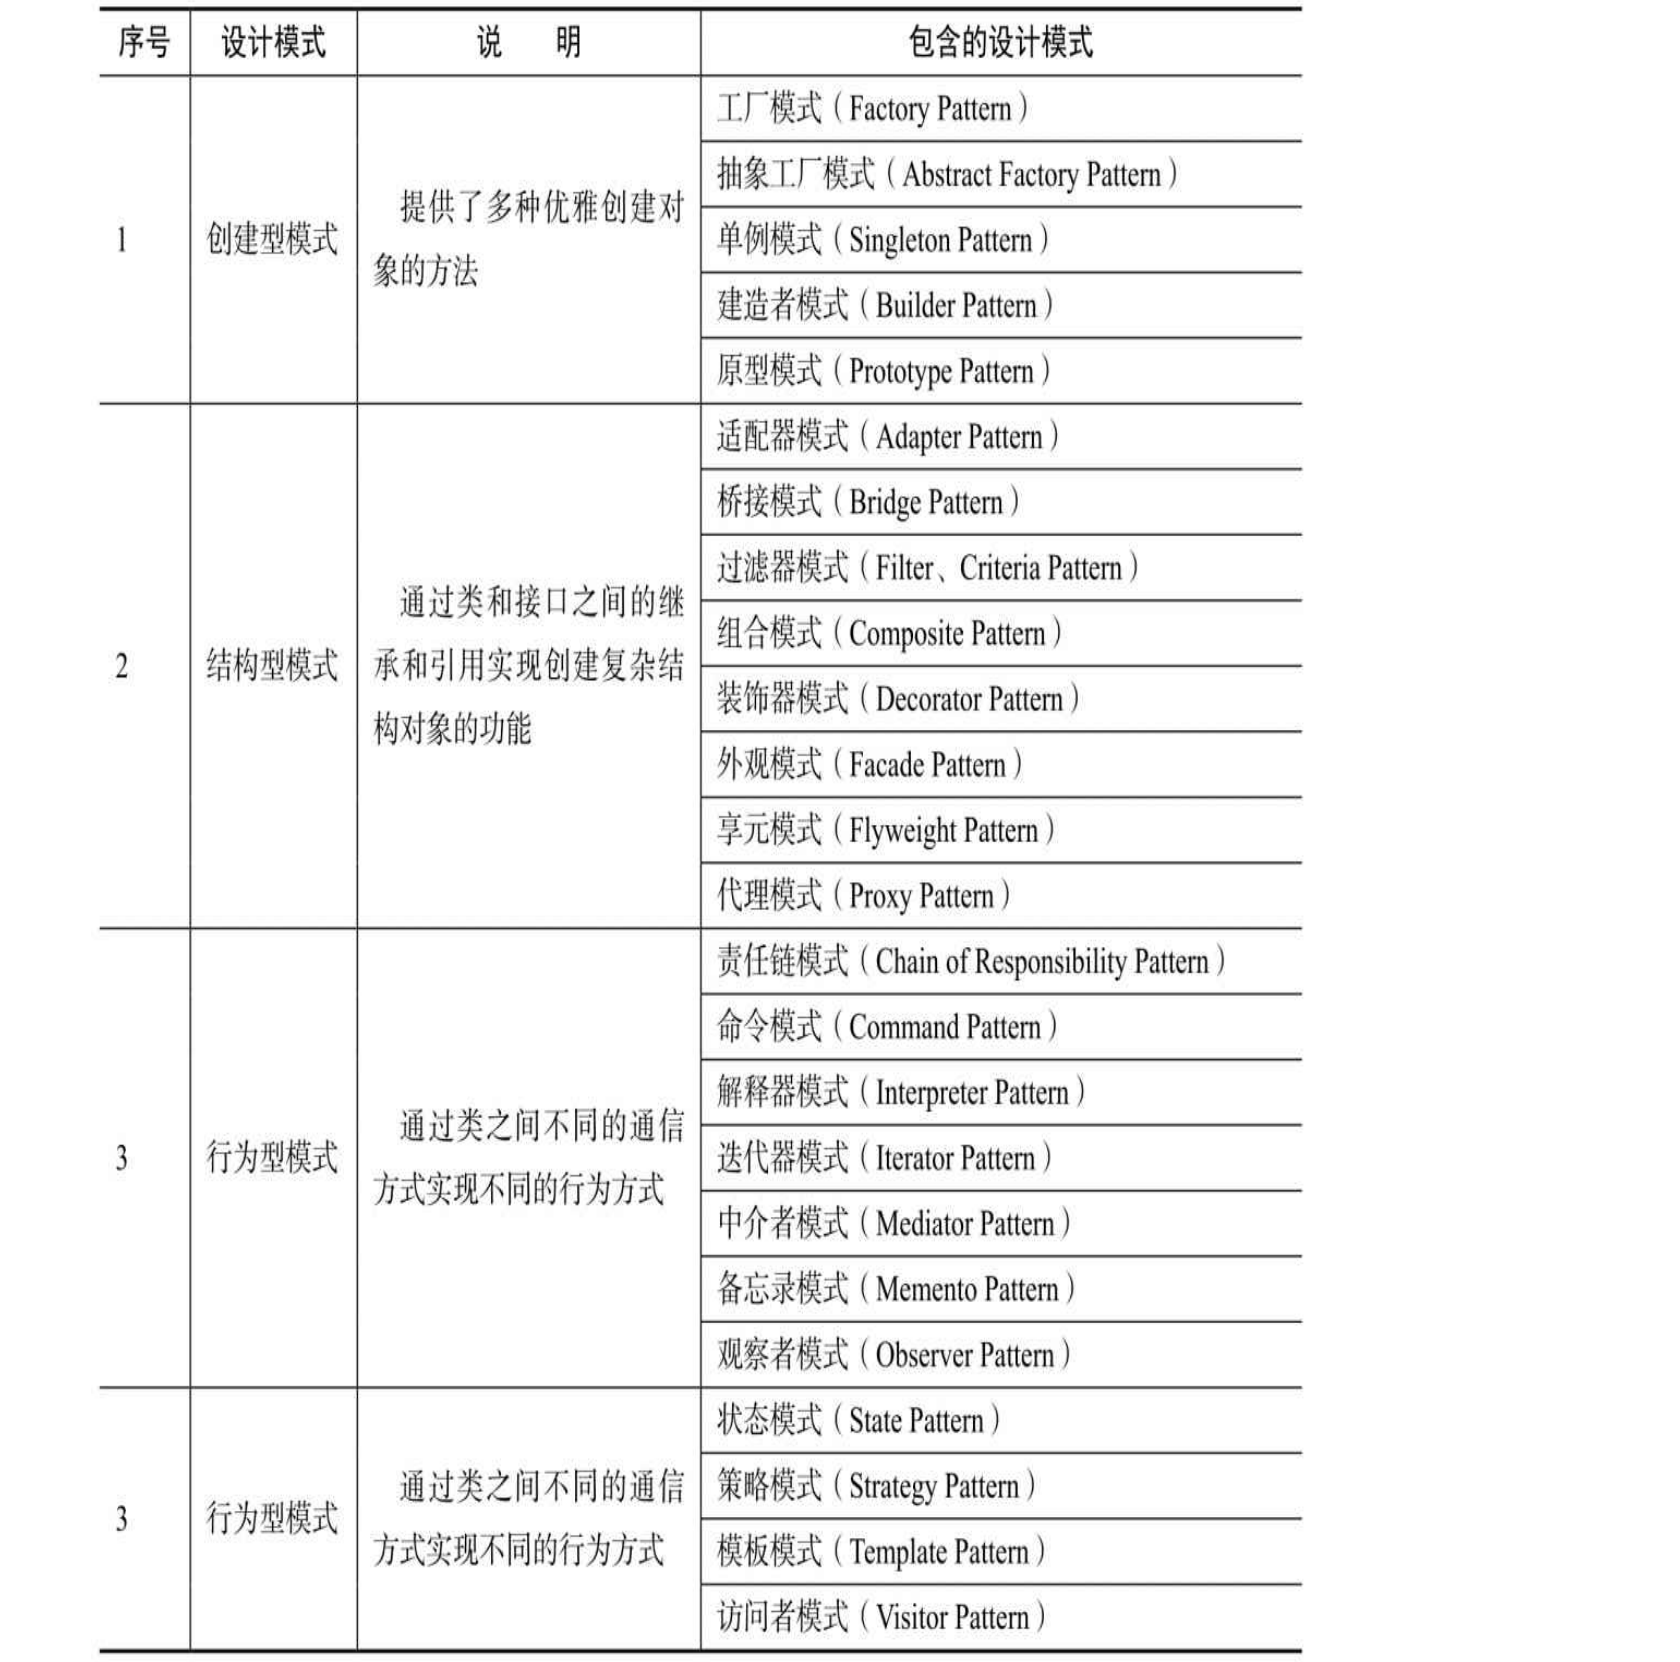 序号 设计模式 说 明 包含的设计模式
1 创建型模式 提供了多种优雅创建对
象的方法
工厂模式（Factory Pattern）
抽象工厂模式（Abstract Factory Pattern）
单例模式（Singleton Pattern）
建造者模式（Builder Pattern）
原型模式（Prototype Pattern）
2 结构型模式 通过类和接口之间的继
承和引用实现创建复杂结
构对象的功能
适配器模式（Adapter Pattern）
桥接模式（Bridge Pattern）
过滤器模式（Filter、Criteria Pattern）
组合模式（Composite Pattern）
装饰器模式（Decorator Pattern）
外观模式（Facade Pattern）
享元模式（Flyweight Pattern）
代理模式（Proxy Pattern）
3 行为型模式 通过类之间不同的通信
方式实现不同的行为方式
责任链模式（Chain of Responsibility Pattern）
命令模式（Command Pattern）
解释器模式（Interpreter Pattern）
迭代器模式（Iterator Pattern）
中介者模式（Mediator Pattern）
备忘录模式（Memento Pattern）
观察者模式（Observer Pattern）
3 行为型模式 通过类之间不同的通信
方式实现不同的行为方式
状态模式（State Pattern）
策略模式（Strategy Pattern）
模板模式（Template Pattern）
访问者模式（Visitor Pattern）